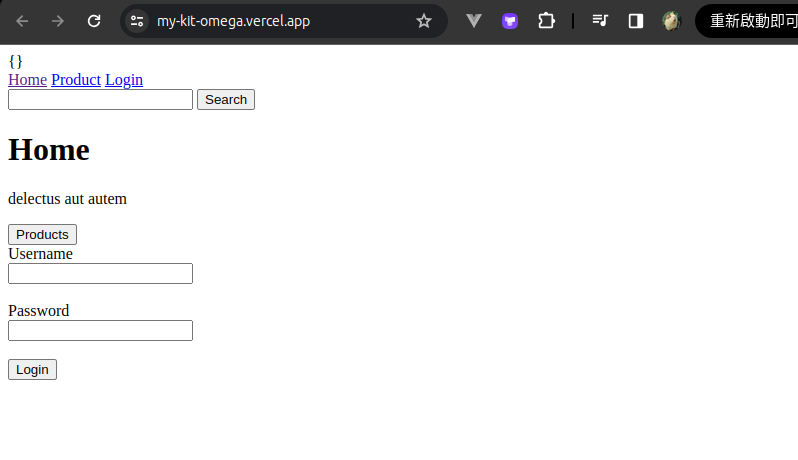 my-kit-omega.vercel.app
重新啟動即可
{}
Home Product Login
Search
Home
delectus aut autem
Products
Username
Password
Login